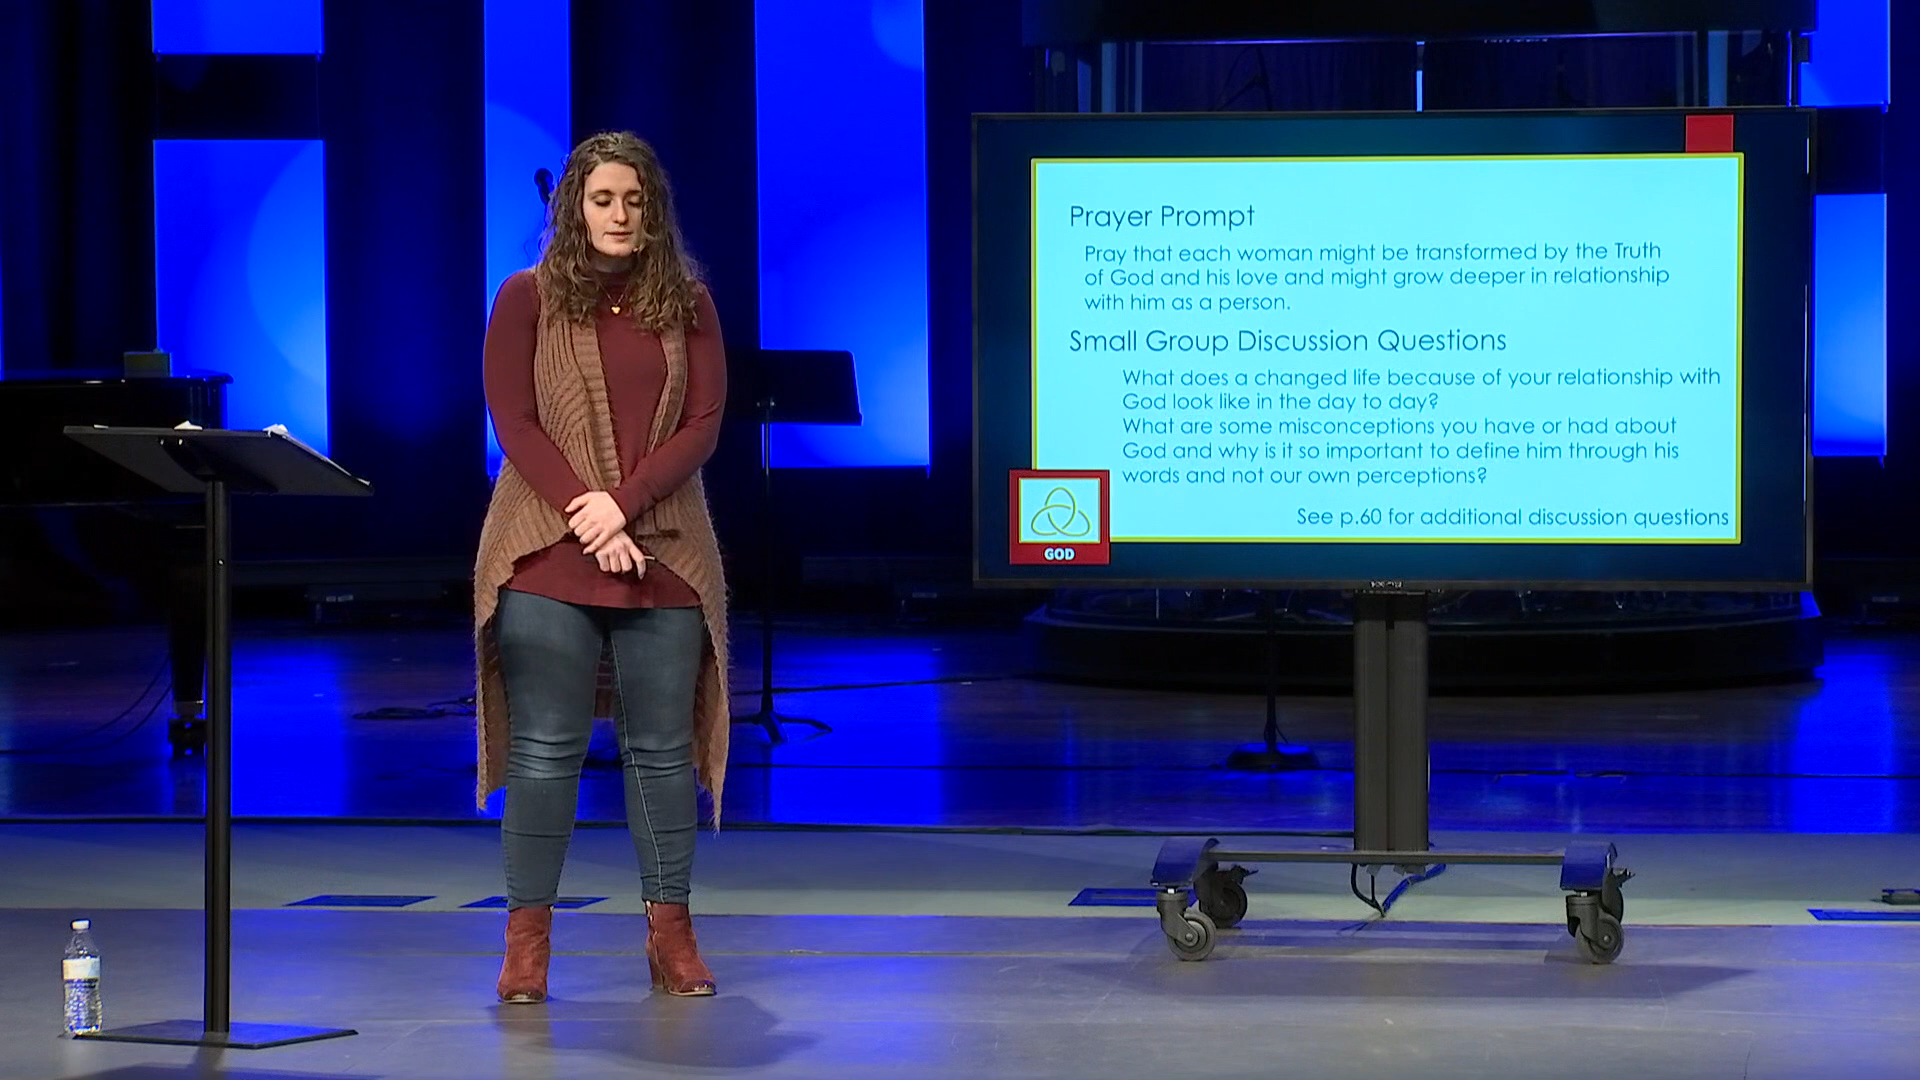 Prayer Prompt
Pray that each woman might be transformed by the Truth
of God and his love and might grow deeper in relationship
with him as a person.
Small Group Discussion Questions
What does a changed life because of your relationship with
God look like in the day to day?
What are some misconceptions you have or had about
God and why is it so important to define him through his
words and not our own perceptions?
See p.60 for additional discussion questions
GOD